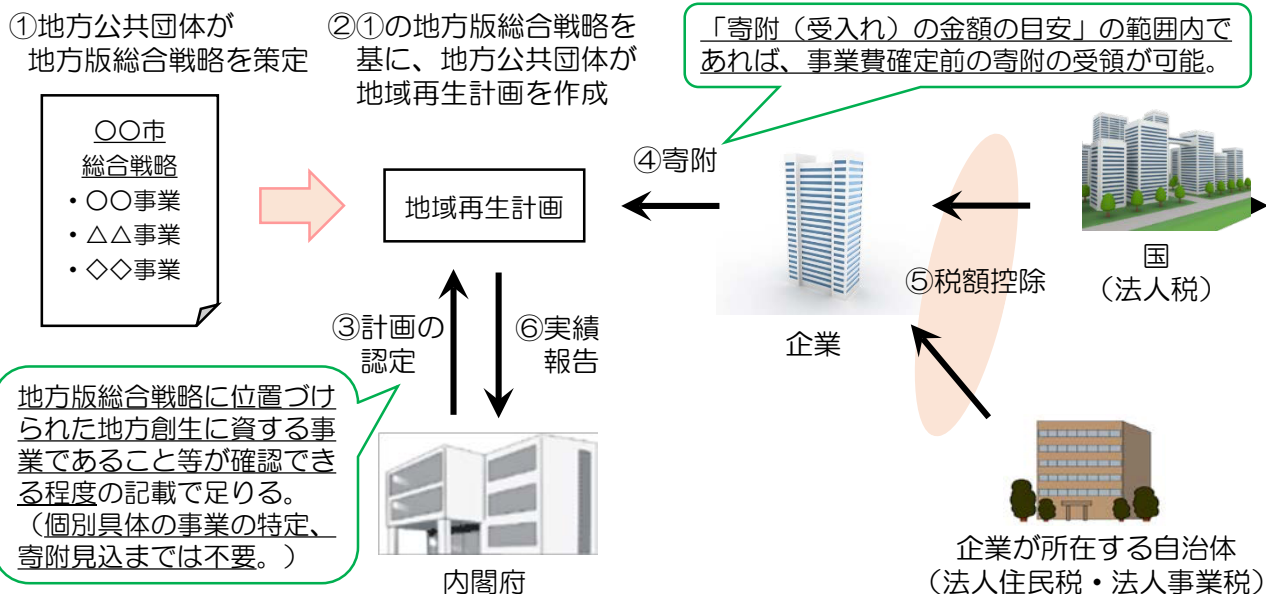 ①地方公共団体が
地方版総合戦略を策定
②①の地方版総合戦略を
基に、地方公共団体が
地域再生計画を作成
「寄附（受入れ）の金額の目安」の範囲内で
あれば、事業費確定前の寄附の受領が可能。
〇〇市
総合戦略
・〇〇事業
・△△事業
・◇◇事業
地域再生計画
④寄附
企業
⑤税額控除
国
（法人税）
③計画の
認定
⑥実績
報告
地方版総合戦略に位置づけ
られた地方創生に資する事
業であること等が確認でき
る程度の記載で足りる。
（個別具体の事業の特定、
寄附見込までは不要。）
内閣府
企業が所在する自治体
（法人住民税・法人事業税）